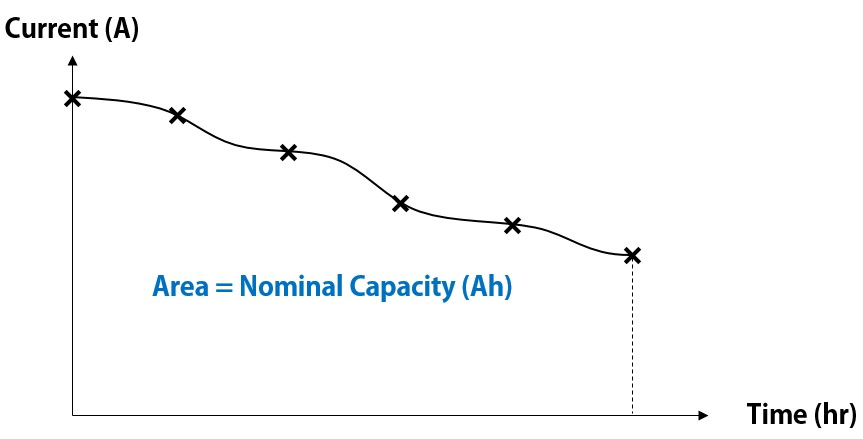 Current (A)
Area = Nominal Capacity (Ah)
Time (hr)